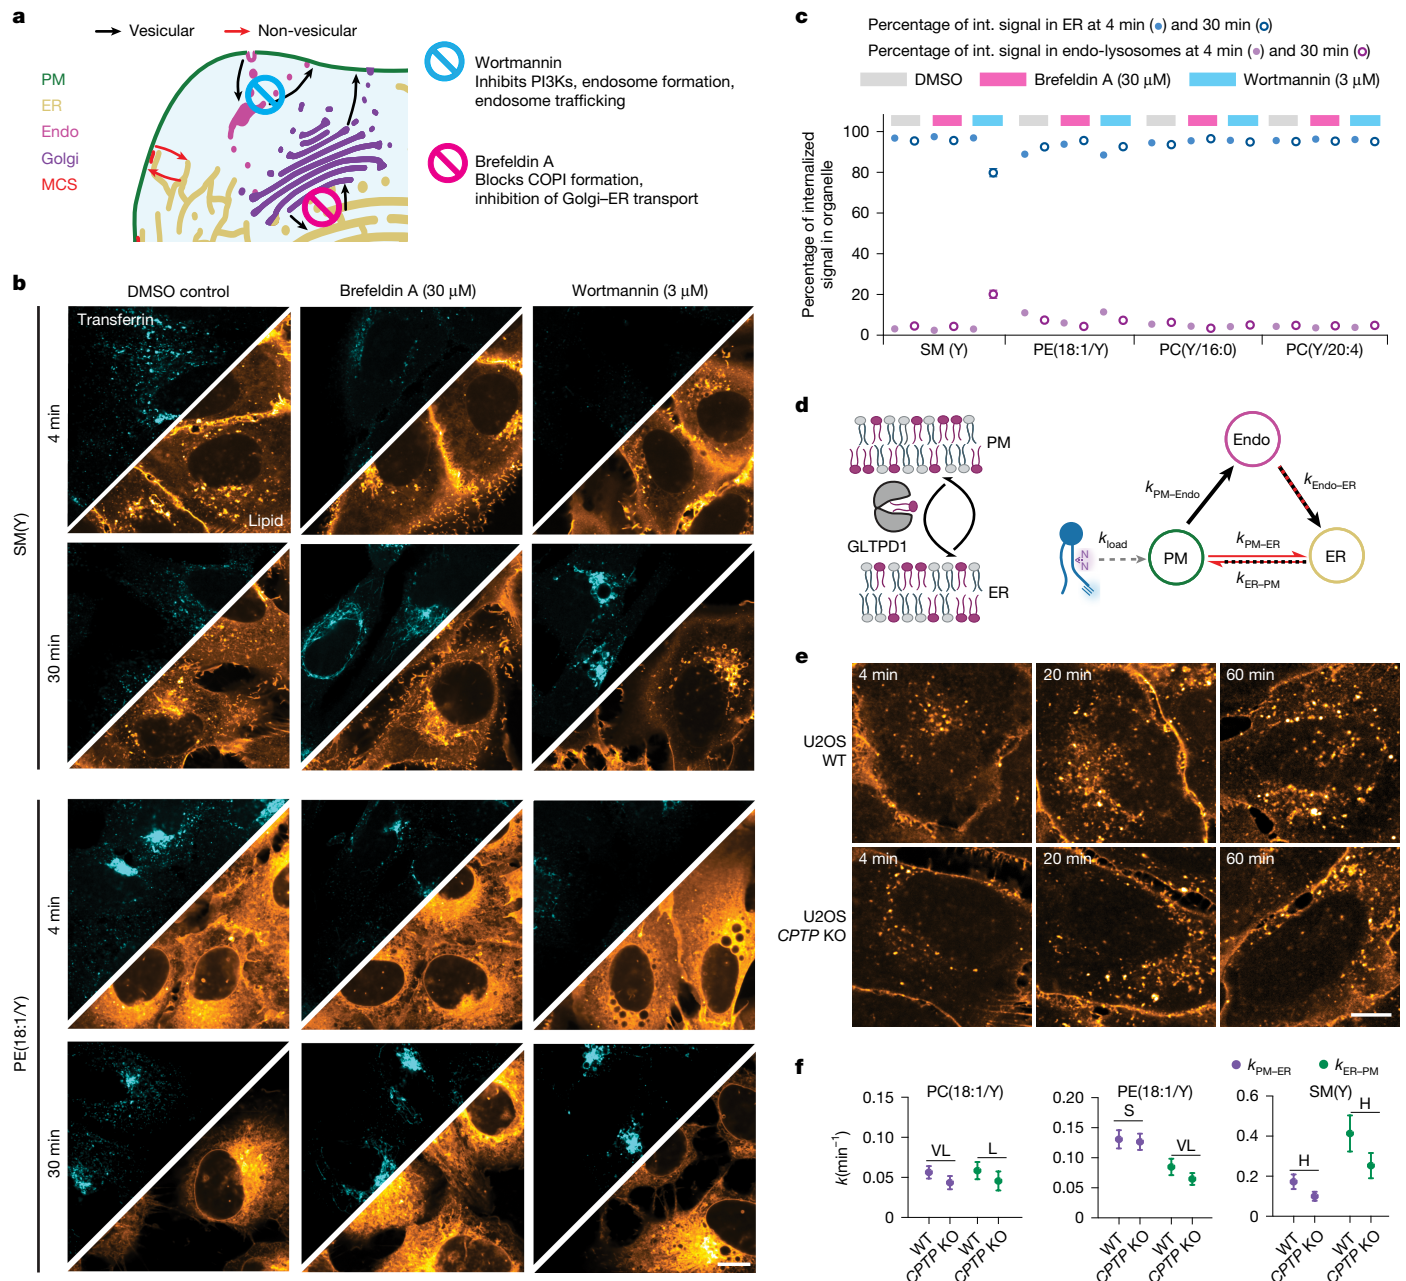 a
Vesicular
Non-vesicular
PM
ER
Endo
Golgi
MCS
Wortmannin
Inhibits PI3Ks, endosome formation,
endosome trafficking
Brefeldin A
Blocks COPI formation,
inhibition of Golgi–ER transport
b
DMSO control
Brefeldin A (30 μM)
Wortmannin (3 μM)
Transferrin
Lipid
SM(Y)
4 min
30 min
PE(18:1/Y)
4 min
30 min
c
Percentage of int. signal in ER at 4 min (●) and 30 min (○)
Percentage of int. signal in endo-lysosomes at 4 min (●) and 30 min (○)
DMSO
Brefeldin A (30 μM)
Wortmannin (3 μM)
Percentage of internalized
signal in organelle
100
80
60
40
20
0
SM (Y)
PE(18:1/Y)
PC(Y/16:0)
PC(Y/20:4)
d
PM
GLTPD1
ER
Endo
kPM–Endo
kEndo–ER
N
N
kload
PM
kPM–ER
kER–PM
ER
e
4 min
20 min
60 min
U2OS
WT
4 min
20 min
60 min
U2OS
CPTP KO
f
kPM–ER
kER–PM
PC(18:1/Y)
k(min−1)
0.15
0.10
0.05
0
VL
L
WT
CPTP KO
WT
CPTP KO
PE(18:1/Y)
0.20
0.15
0.10
0.05
0
S
VL
WT
CPTP KO
WT
CPTP KO
SM(Y)
0.6
0.4
0.2
0
H
H
WT
CPTP KO
WT
CPTP KO